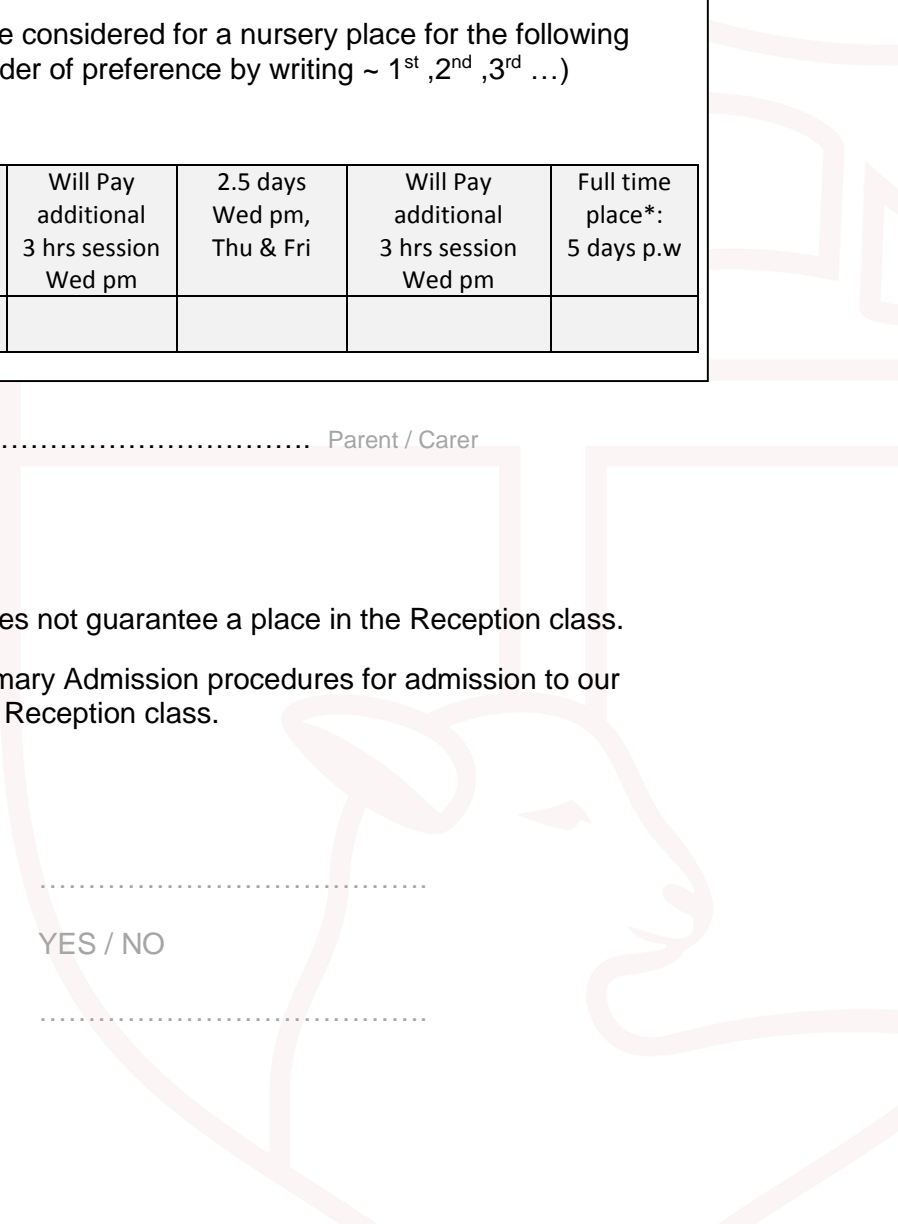 e considered for a nursery place for the following
der of preference by writing ~ 1st ,2nd ,3rd …)
Will Pay additional 3 hrs session Wed pm
2.5 days Wed pm, Thu & Fri
Will Pay additional 3 hrs session Wed pm
Full time place*: 5 days p.w
……………………………. Parent / Carer
es not guarantee a place in the Reception class.
mary Admission procedures for admission to our
Reception class.
………………………………….
YES / NO
………………………………….